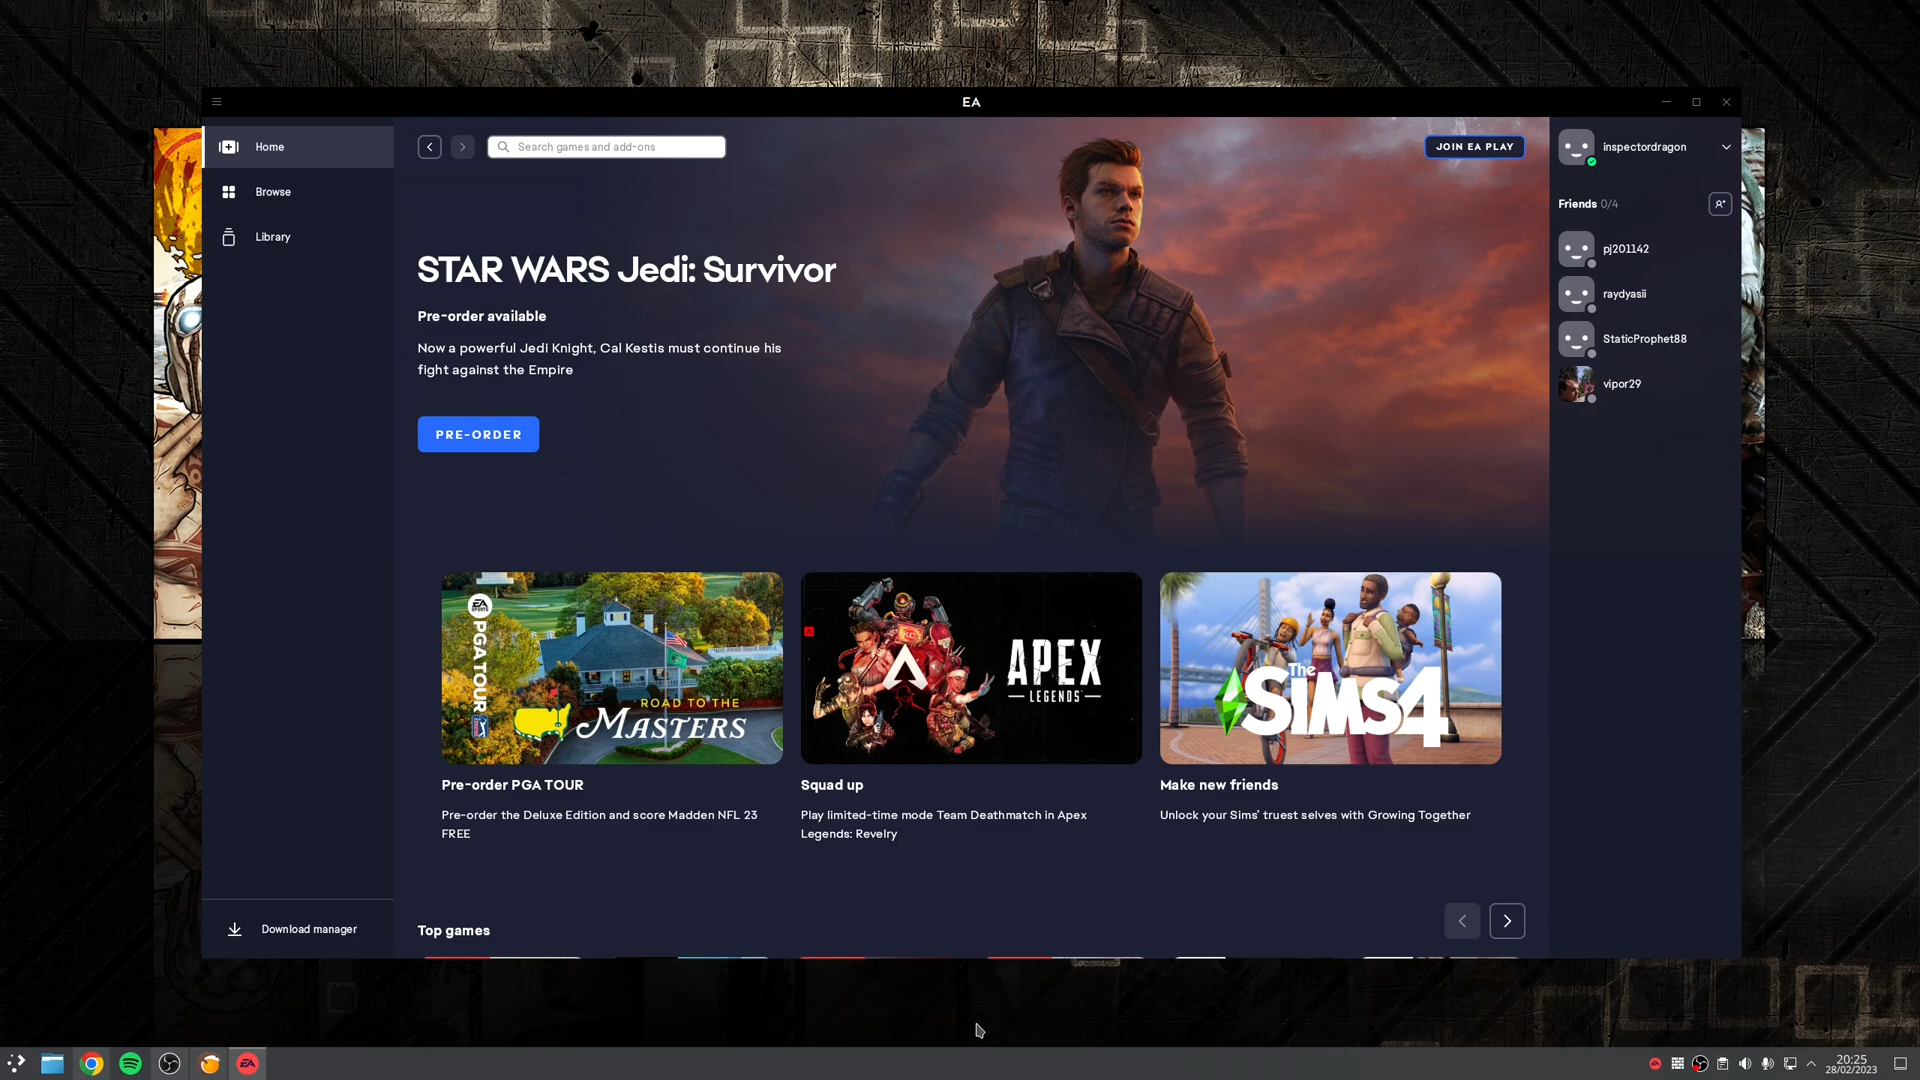 EA
Home
Browse
Library
Download manager
Search games and add-ons
JOIN EA PLAY
STAR WARS Jedi: Survivor
Pre-order available
Now a powerful Jedi Knight, Cal Kestis must continue his
fight against the Empire
PRE-ORDER
EA SPORTS
PGA TOUR
ROAD TO THE
MASTERS
Pre-order PGA TOUR
Pre-order the Deluxe Edition and score Madden NFL 23
FREE
APEX
LEGENDS
Squad up
Play limited-time mode Team Deathmatch in Apex
Legends: Revelry
The
SIMS4
Make new friends
Unlock your Sims' truest selves with Growing Together
Top games
inspectordragon
Friends 0/4
pj201142
raydyasii
StaticProphet88
vipor29
EA
20:25
28/02/2023